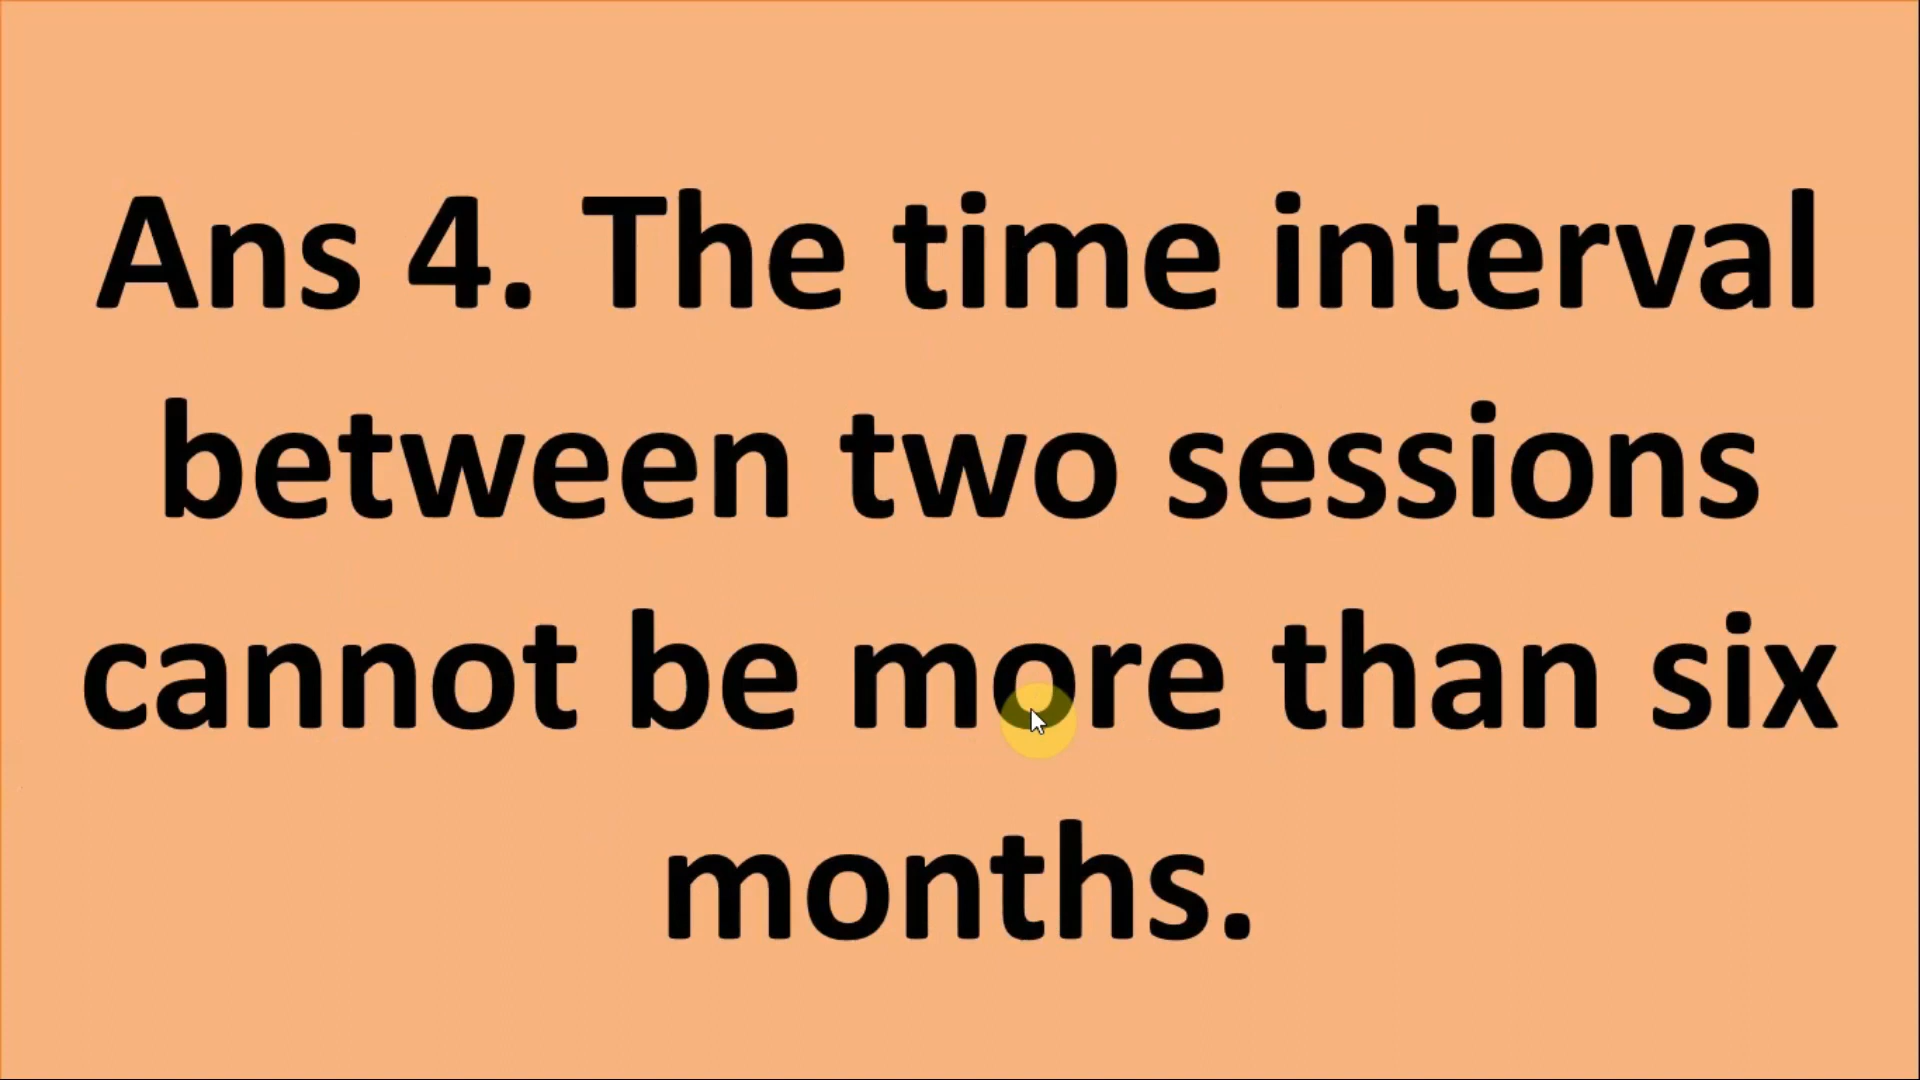 Ans 4. The time interval
between two sessions
cannot be more than six
months.